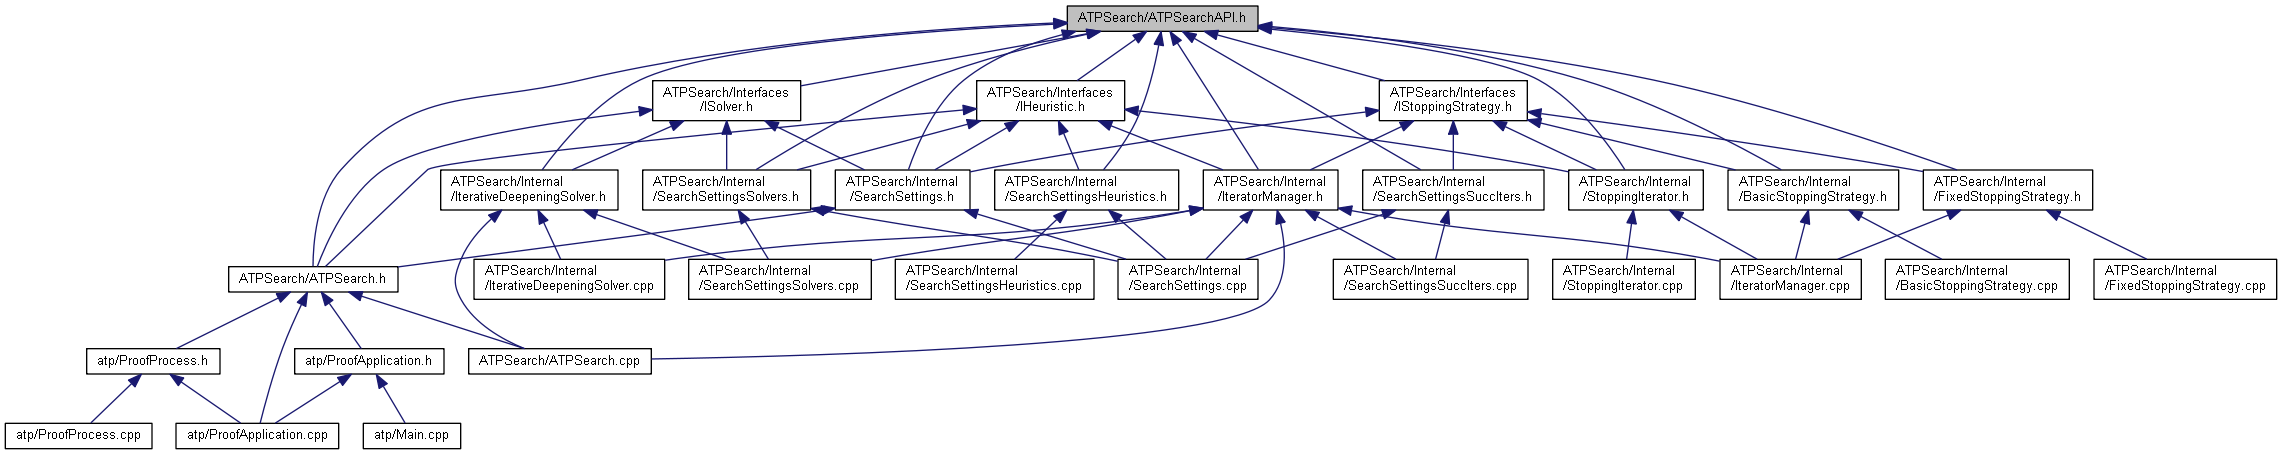 ATPSearch/ATPSearchAPI.h
ATPSearch/Interfaces
/ISolver.h
ATPSearch/Interfaces
/IHeuristic.h
ATPSearch/Interfaces
/IStoppingStrategy.h
ATPSearch/Internal
/IterativeDeepeningSolver.h
ATPSearch/Internal
/SearchSettingsSolvers.h
ATPSearch/Internal
/SearchSettings.h
ATPSearch/Internal
/SearchSettingsHeuristics.h
ATPSearch/Internal
/IteratorManager.h
ATPSearch/Internal
/SearchSettingsSuccIters.h
ATPSearch/Internal
/StoppingIterator.h
ATPSearch/Internal
/BasicStoppingStrategy.h
ATPSearch/Internal
/FixedStoppingStrategy.h
ATPSearch/ATPSearch.h
ATPSearch/Internal
/IterativeDeepeningSolver.cpp
ATPSearch/Internal
/SearchSettingsSolvers.cpp
ATPSearch/Internal
/SearchSettingsHeuristics.cpp
ATPSearch/Internal
/SearchSettings.cpp
ATPSearch/Internal
/SearchSettingsSuccIters.cpp
ATPSearch/Internal
/StoppingIterator.cpp
ATPSearch/Internal
/IteratorManager.cpp
ATPSearch/Internal
/BasicStoppingStrategy.cpp
ATPSearch/Internal
/FixedStoppingStrategy.cpp
atp/ProofProcess.h
atp/ProofApplication.h
ATPSearch/ATPSearch.cpp
atp/ProofProcess.cpp
atp/ProofApplication.cpp
atp/Main.cpp